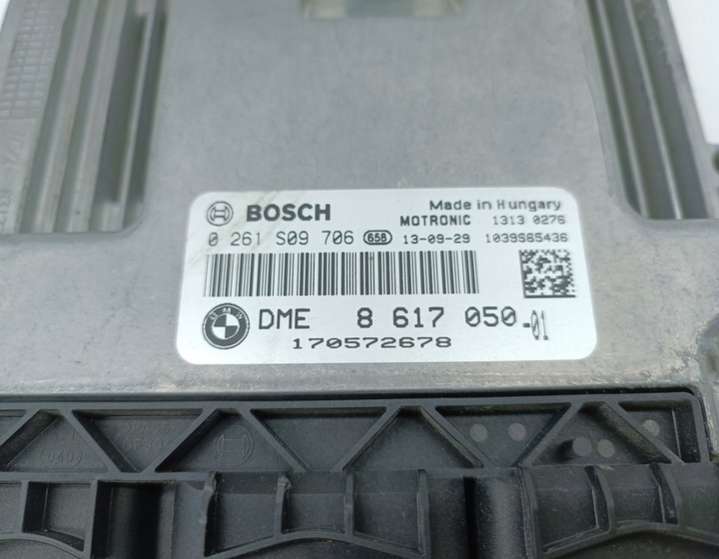 BOSCH
Made in Hungary
MOTRONIC 1313 0276
0 261 S09 706 658 13-09-29 1039S65436
DME 8 617 050-01
170572678